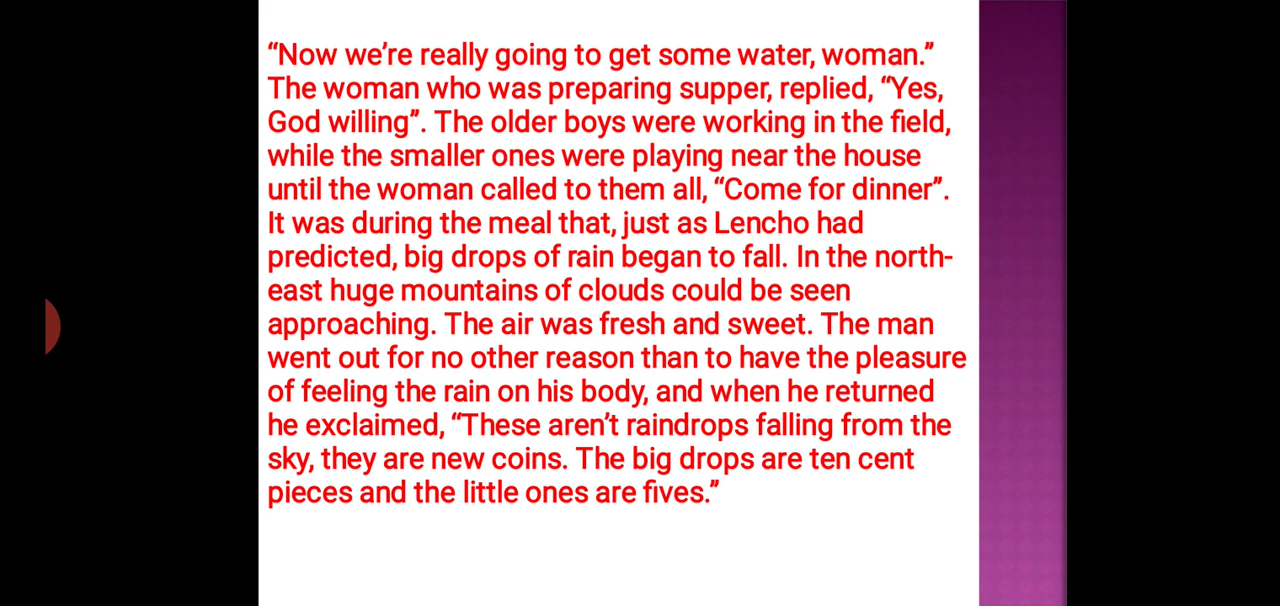 “Now we’re really going to get some water, woman.”
The woman who was preparing supper, replied, “Yes,
God willing”. The older boys were working in the field,
while the smaller ones were playing near the house
until the woman called to them all, “Come for dinner”.
It was during the meal that, just as Lencho had
predicted, big drops of rain began to fall. In the north-
east huge mountains of clouds could be seen
approaching. The air was fresh and sweet. The man
went out for no other reason than to have the pleasure
of feeling the rain on his body, and when he returned
he exclaimed, “These aren’t raindrops falling from the
sky, they are new coins. The big drops are ten cent
pieces and the little ones are fives.”